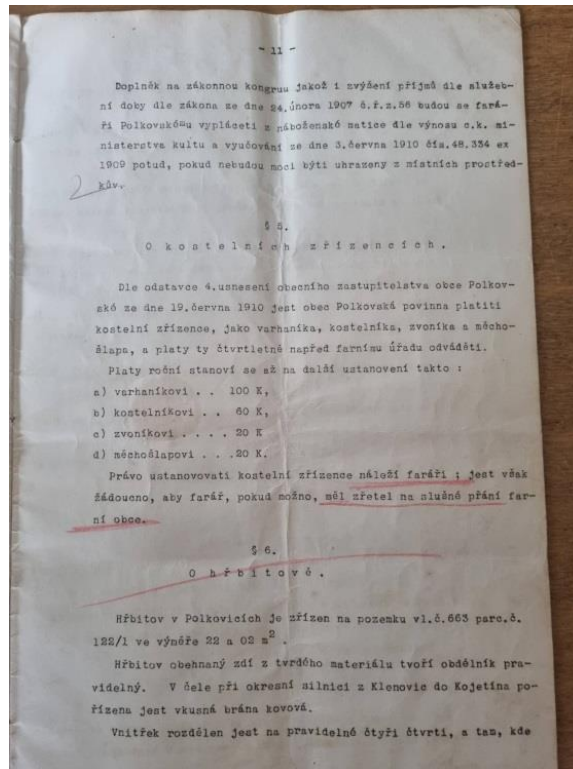 - 11 -
Doplněk na zákonnou kongruu jakož i zvýšení příjmů dle služeb-
ní doby dle zákona ze dne 24.února 1907 č.ř.z.56 budou se fará-
ři Polkovskému vypláceti z náboženské matice dle výnosu c.k. mi-
nisterstva kultu a vyučování ze dne 3.června 1910 čís.48.334 ex
1909 potud, pokud nebudou moci býti uhrazeny z místních prostřed-
kův.
§ 5.
O kostelních zřízencích.
Dle odstavce 4.usnesení obecního zastupitelstva obce Polkov-
ské ze dne 19.června 1910 jest obec Polkovská povinna platiti
kostelní zřízence, jako varhaníka, kostelníka, zvoníka a měcho-
šlapa, a platy ty čtvrtletně napřed farnímu úřadu odváděti.
Platy roční stanoví se až na další ustanovení takto :
a) varhaníkovi . . 100 K,
b) kostelníkovi . . 60 K,
c) zvoníkovi . . . . 20 K
d) měchošlapovi . . .20 K.
Právo ustanovovati kostelní zřízence náleží faráři ; jest však
žádoucno, aby farář, pokud možno, měl zřetel na slušné přání far-
ní obce.
§ 6.
O hřbitově.
Hřbitov v Polkovicích je zřízen na pozemku vl.č.663 parc.č.
122/1 ve výměře 22 a 02 m².
Hřbitov obehnaný zdí z tvrdého materiálu tvoří obdélník pra-
videlný. V čele při okresní silnici z Klenovic do Kojetína po-
řízena jest vkusná brána kovová.
Vnitřek rozdělen jest na pravidelné čtyři čtvrti, a tam, kde